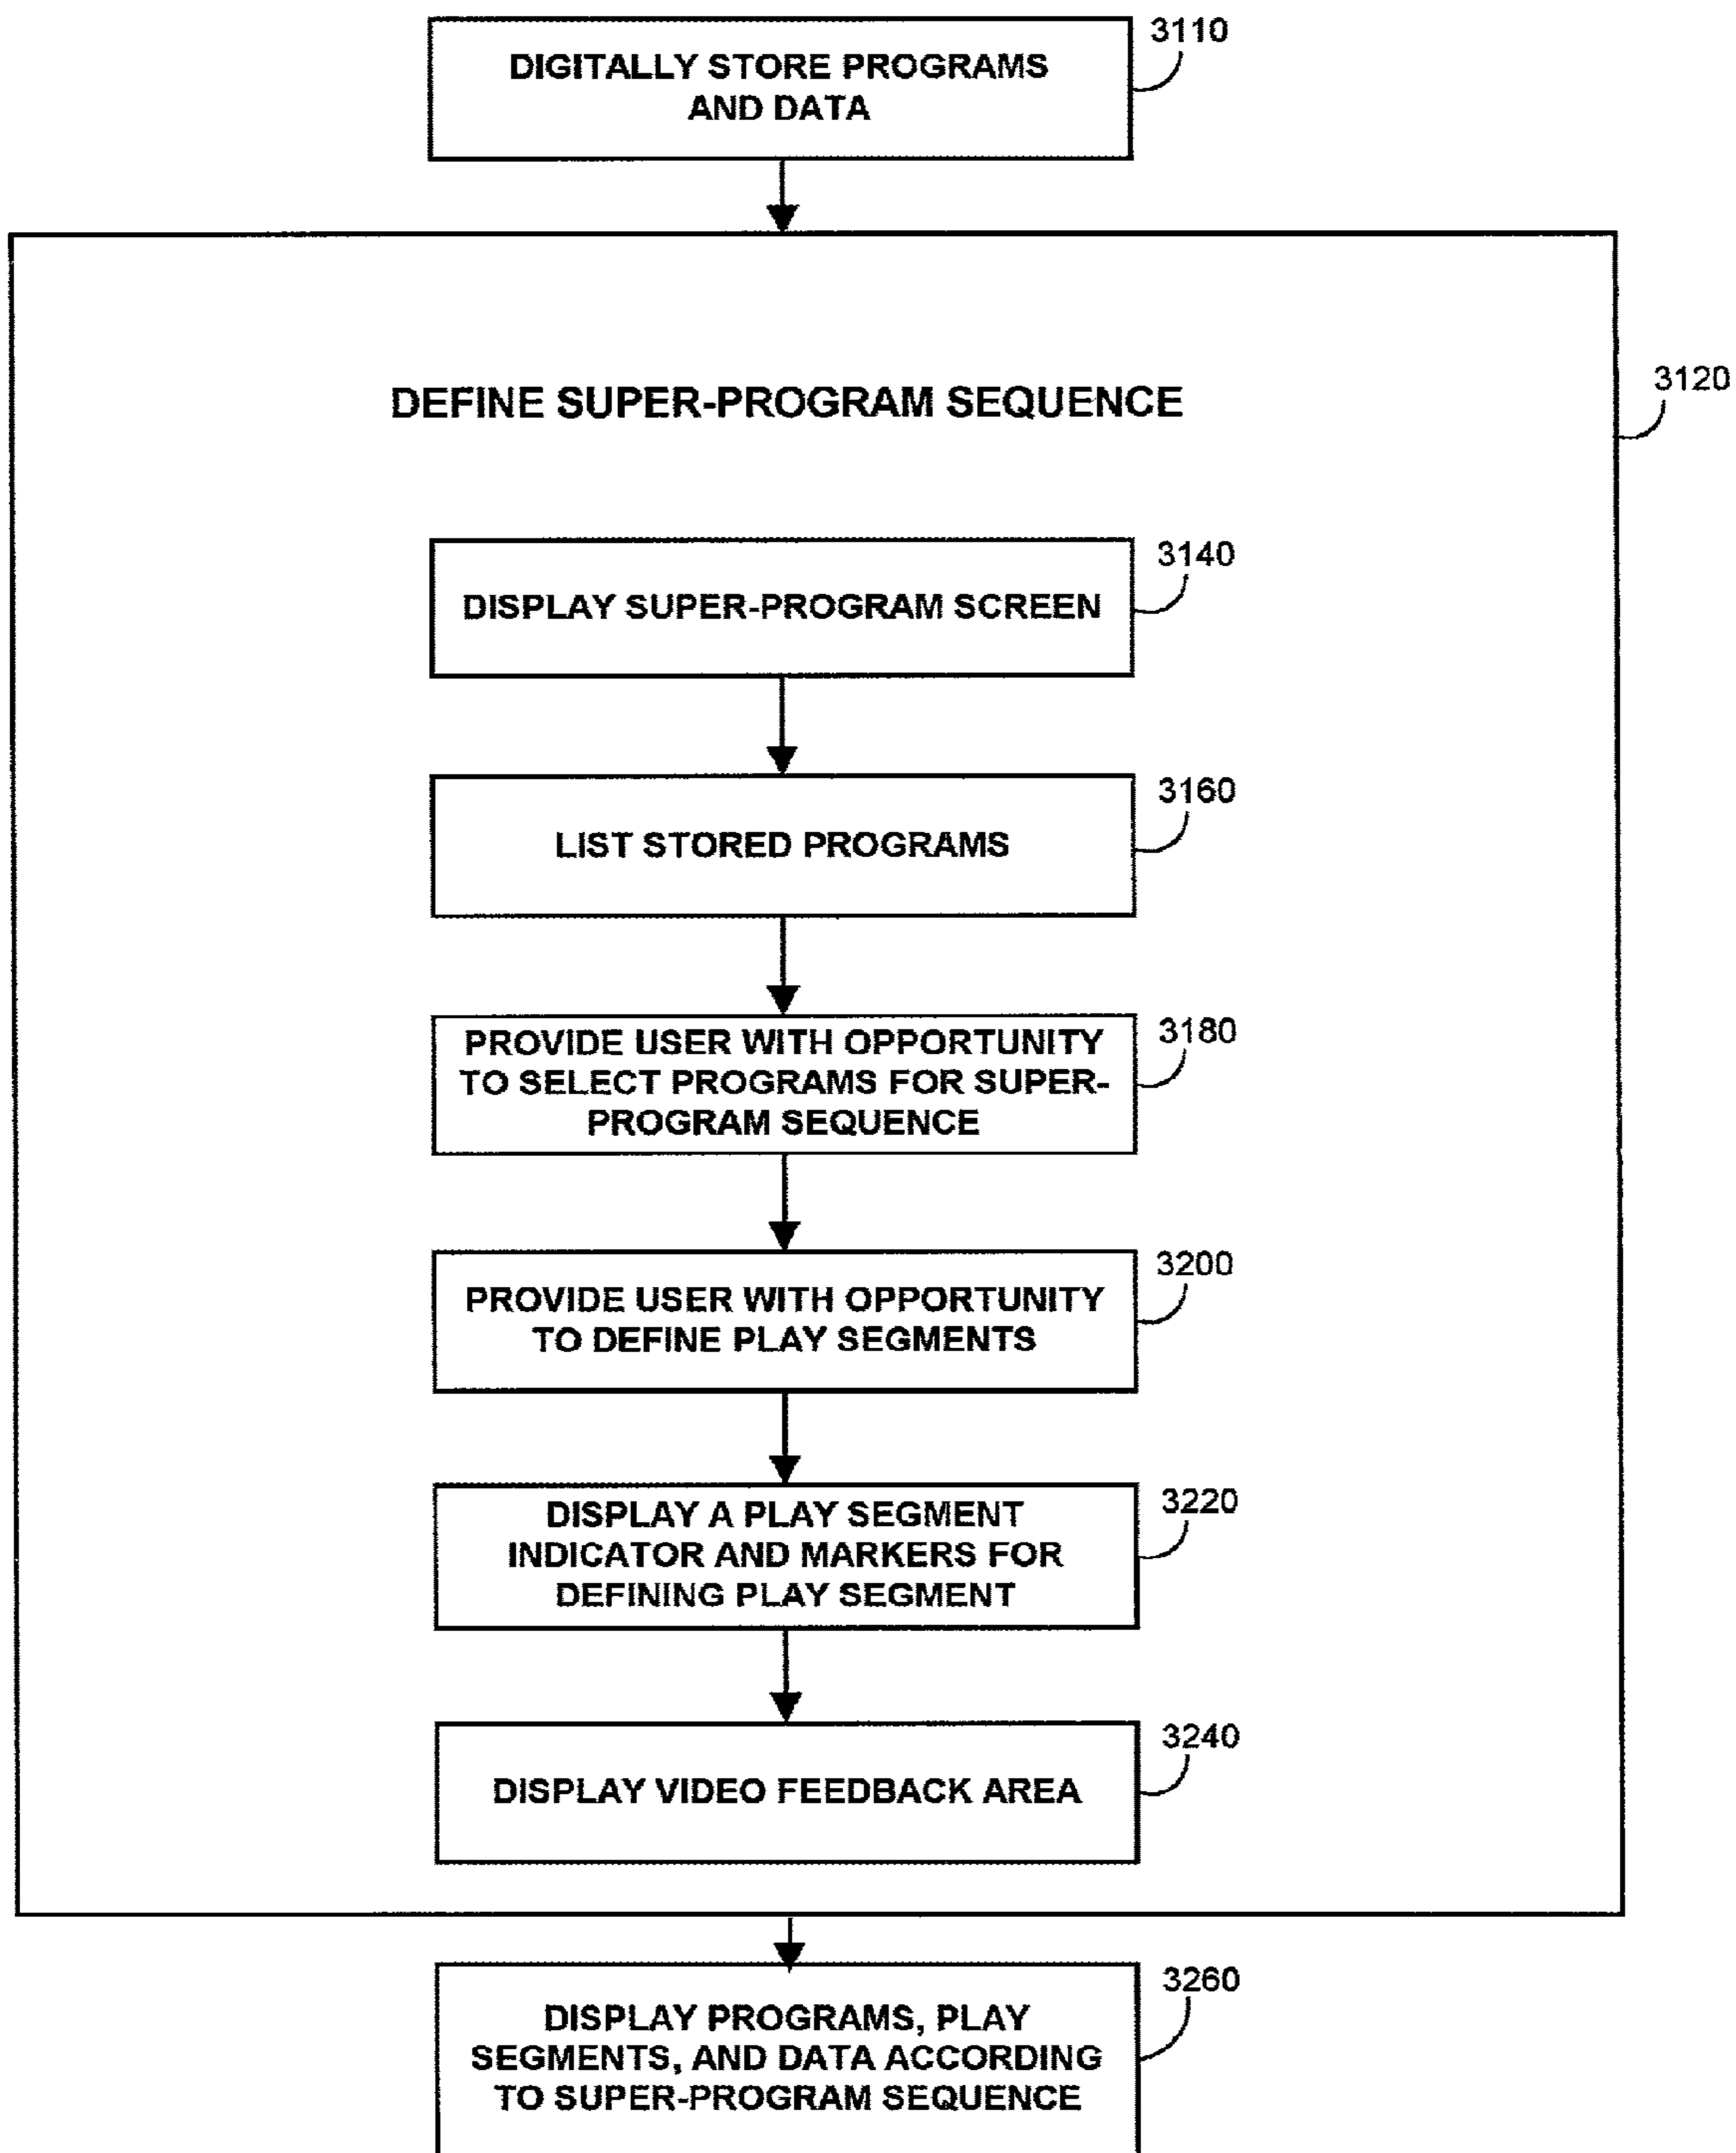 3110
DIGITALLY STORE PROGRAMS
AND DATA
3120
DEFINE SUPER-PROGRAM SEQUENCE
3140
DISPLAY SUPER-PROGRAM SCREEN
3160
LIST STORED PROGRAMS
3180
PROVIDE USER WITH OPPORTUNITY
TO SELECT PROGRAMS FOR SUPER-
PROGRAM SEQUENCE
3200
PROVIDE USER WITH OPPORTUNITY
TO DEFINE PLAY SEGMENTS
3220
DISPLAY A PLAY SEGMENT
INDICATOR AND MARKERS FOR
DEFINING PLAY SEGMENT
3240
DISPLAY VIDEO FEEDBACK AREA
3260
DISPLAY PROGRAMS, PLAY
SEGMENTS, AND DATA ACCORDING
TO SUPER-PROGRAM SEQUENCE